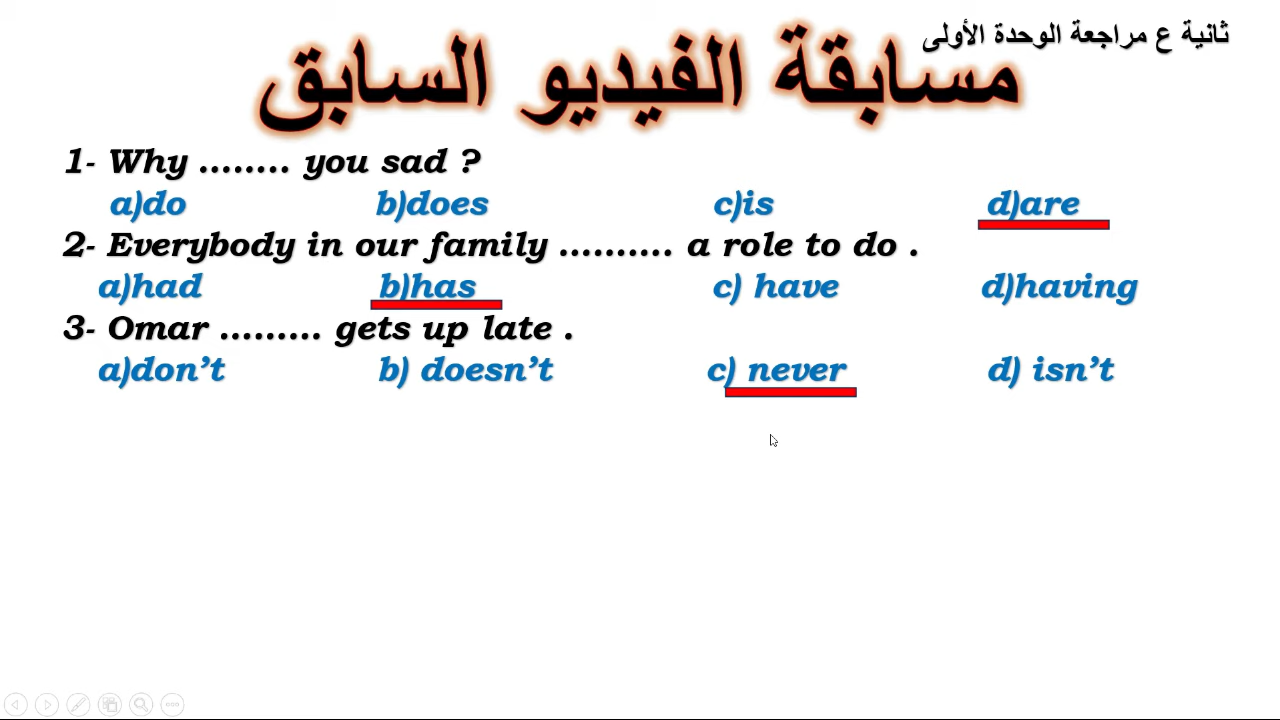 ثانية ع مراجعة الوحدة الأولى
مسابقة الفيديو السابق
1- Why ........ you sad ?
a)do b)does c)is d)are
2- Everybody in our family .......... a role to do .
a)had b)has c) have d)having
3- Omar ......... gets up late .
a)don’t b) doesn’t c) never d) isn’t